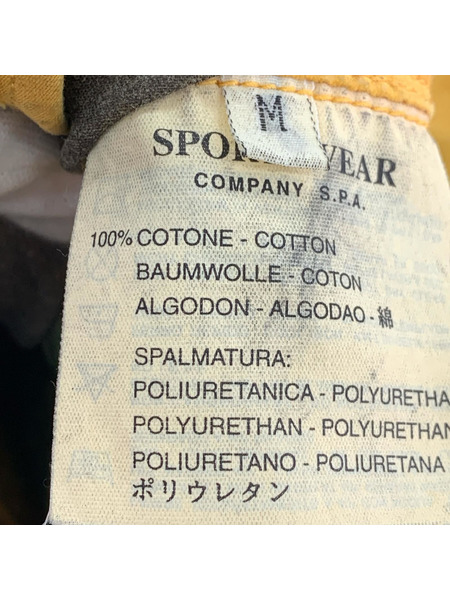 M
COMPANY S.P.A.
100% COTONE - COTTON
BAUMWOLLE - COTON
ALGODON - ALGODAO - 綿
SPALMATURA:
POLIURETANICA - POLYURETHA
POLYURETHAN - POLYURETHAN
POLIURETANO - POLIURETANA
ポリウレタン